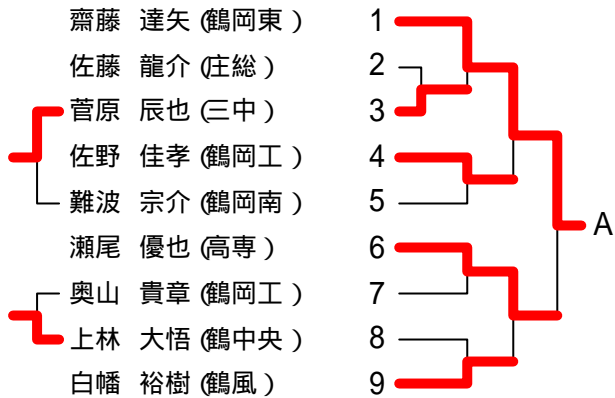 齋藤 達矢 (鶴岡東) 1
佐藤 龍介 (庄総) 2
菅原 辰也 (三中) 3
佐野 佳孝 (鶴岡工) 4
難波 宗介 (鶴岡南) 5
A
瀬尾 優也 (高専) 6
奥山 貴章 (鶴岡工) 7
上林 大悟 (鶴中央) 8
白幡 裕樹 (鶴風) 9